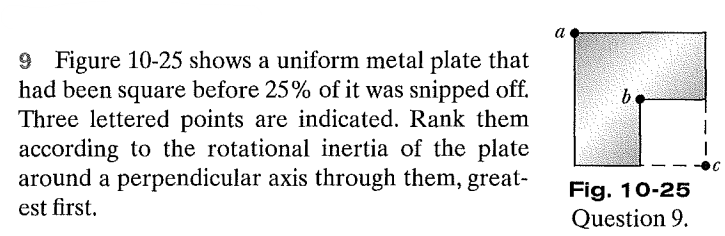 9 Figure 10-25 shows a uniform metal plate that
had been square before 25% of it was snipped off.
Three lettered points are indicated. Rank them
according to the rotational inertia of the plate
around a perpendicular axis through them, great-
est first.
a
b
c
Fig. 10-25
Question 9.